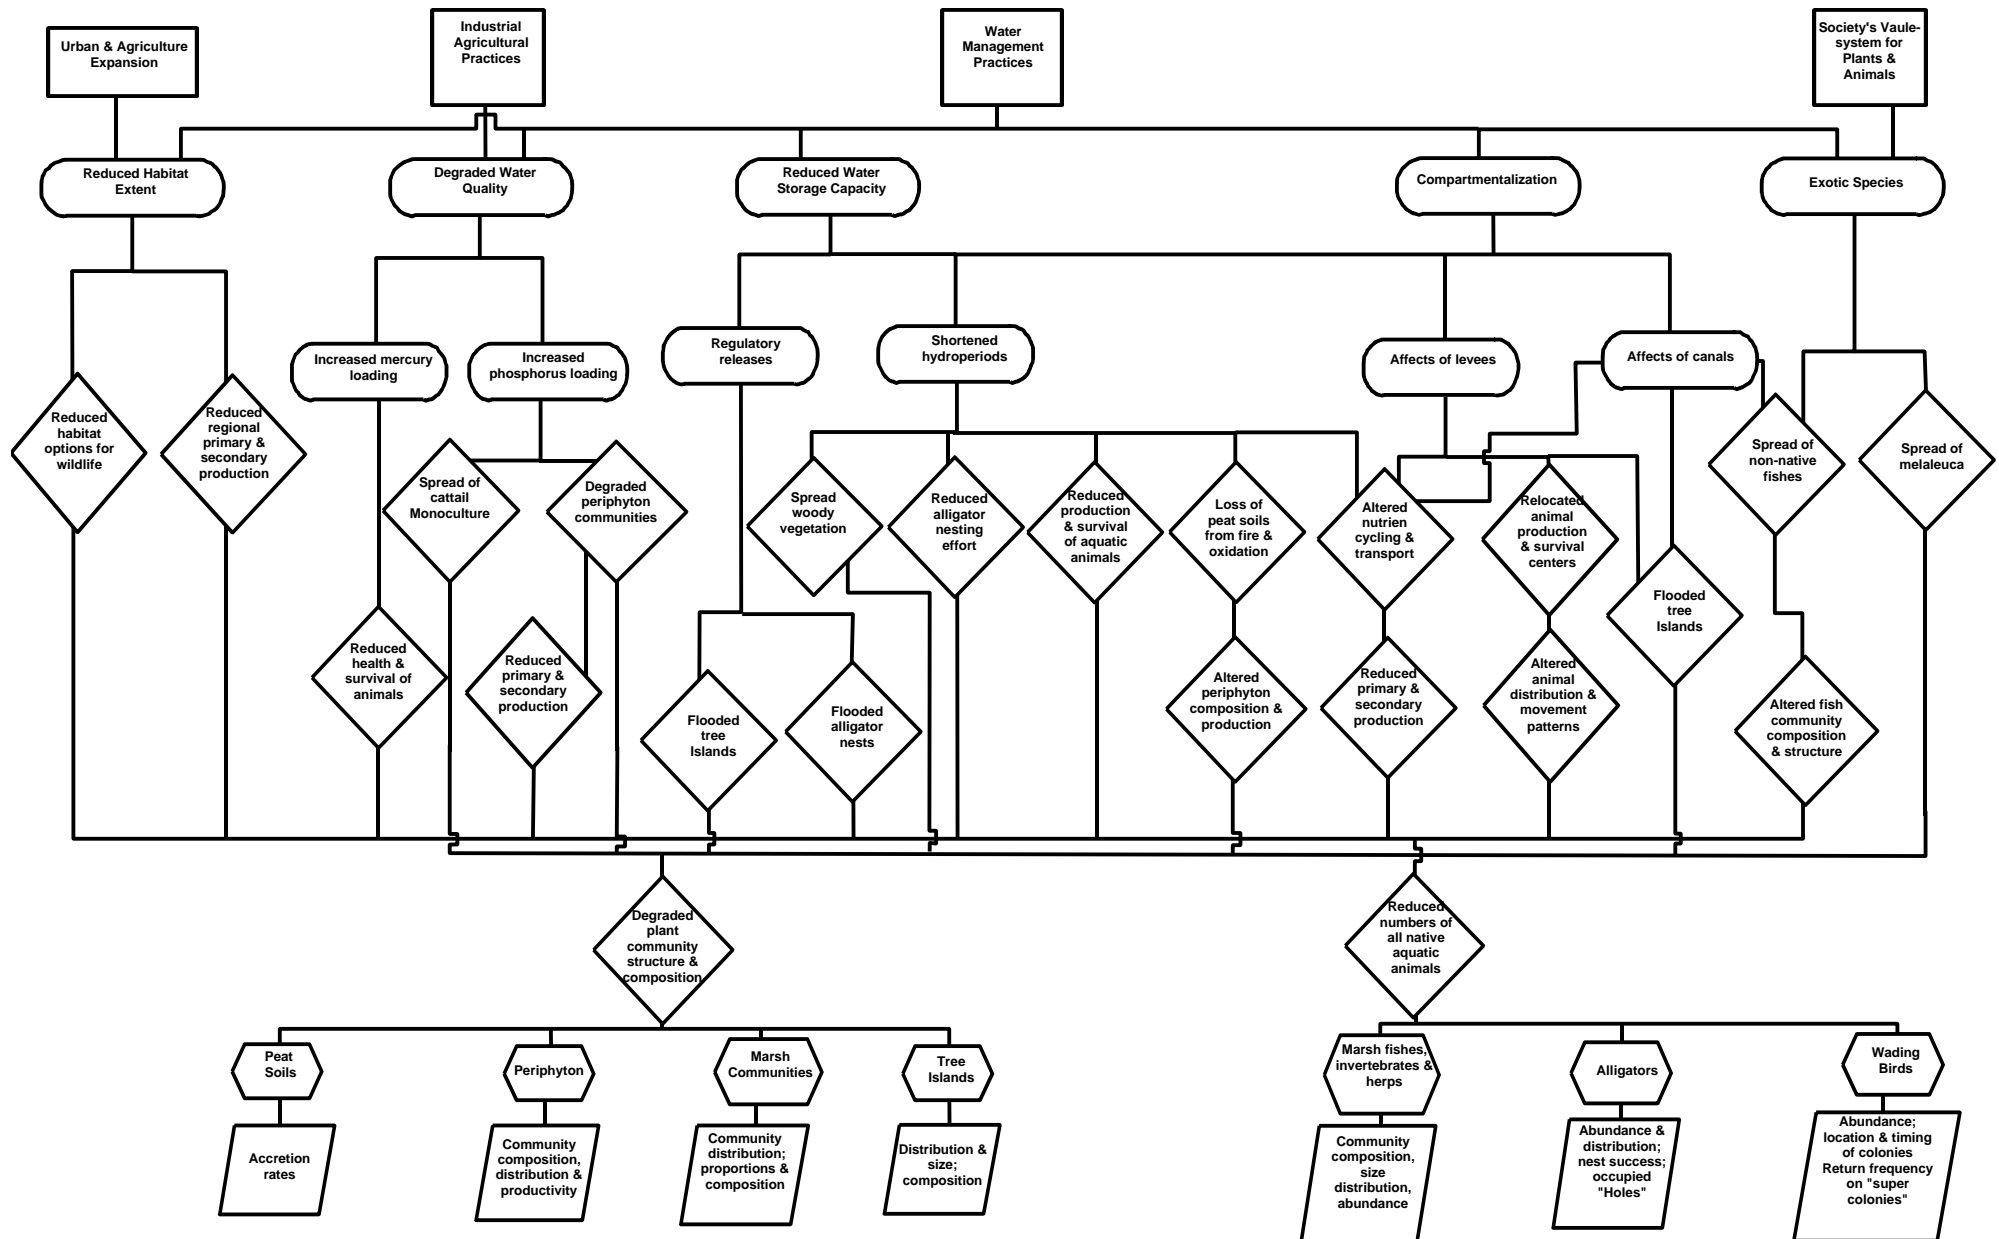 Urban & Agriculture
Expansion
Industrial
Agricultural
Practices
Water
Management
Practices
Society's Vaule-
system for
Plants &
Animals
Reduced Habitat
Extent
Degraded Water
Quality
Reduced Water
Storage Capacity
Compartmentalization
Exotic Species
Increased mercury
loading
Increased
phosphorus loading
Regulatory
releases
Shortened
hydroperiods
Affects of levees
Affects of canals
Reduced
habitat
options for
wildlife
Reduced
regional
primary &
secondary
production
Spread of
cattail
Monoculture
Degraded
periphyton
communities
Spread
woody
vegetation
Reduced
alligator
nesting
effort
Reduced
production
& survival
of aquatic
animals
Loss of
peat soils
from fire &
oxidation
Altered
nutrien
cycling &
transport
Relocated
animal
production
& survival
centers
Flooded
tree
Islands
Spread of
non-native
fishes
Spread of
melaleuca
Reduced
health &
survival of
animals
Reduced
primary &
secondary
production
Flooded
tree
Islands
Flooded
alligator
nests
Altered
periphyton
composition &
production
Reduced
primary &
secondary
production
Altered
animal
distribution &
movement
patterns
Altered fish
community
composition
& structure
Degraded
plant
community
structure &
composition
Reduced
numbers of
all native
aquatic
animals
Peat
Soils
Periphyton
Marsh
Communities
Tree
Islands
Marsh fishes,
invertebrates &
herps
Alligators
Wading
Birds
Accretion
rates
Community
composition,
distribution &
productivity
Community
distribution;
proportions &
composition
Distribution &
size;
composition
Community
composition,
size
distribution,
abundance
Abundance &
distribution;
nest success;
occupied
"Holes"
Abundance;
location & timing
of colonies
Return frequency
on "super
colonies"